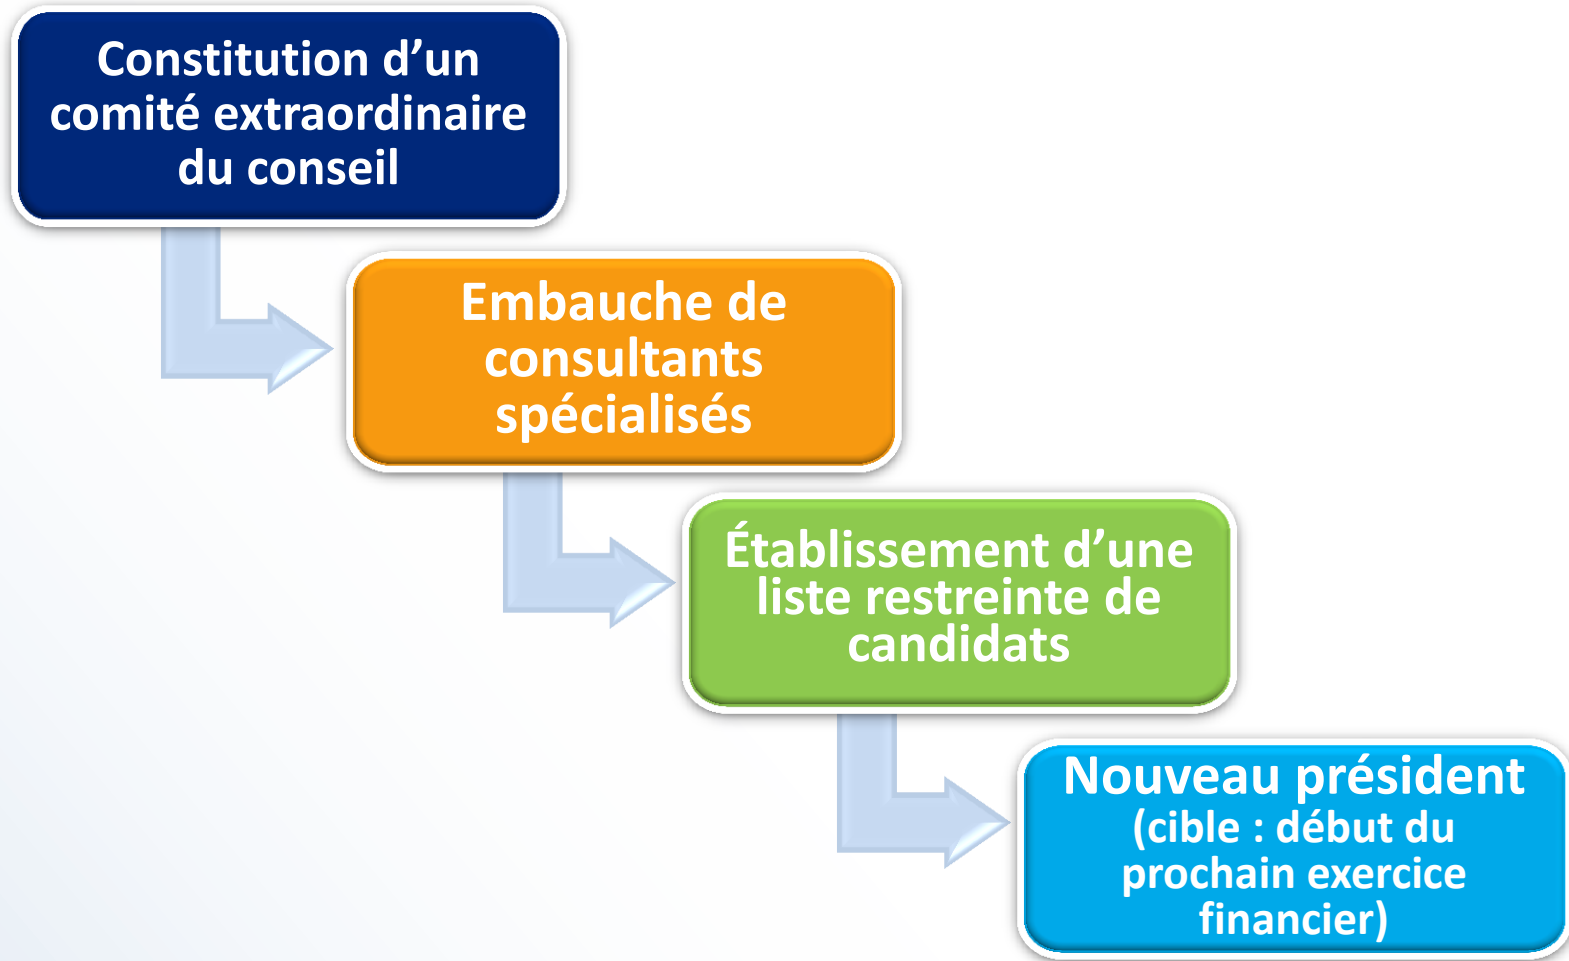 Constitution d’un
comité extraordinaire
du conseil
Embauche de
consultants
spécialisés
Établissement d’une
liste restreinte de
candidats
Nouveau président
(cible : début du
prochain exercice
financier)